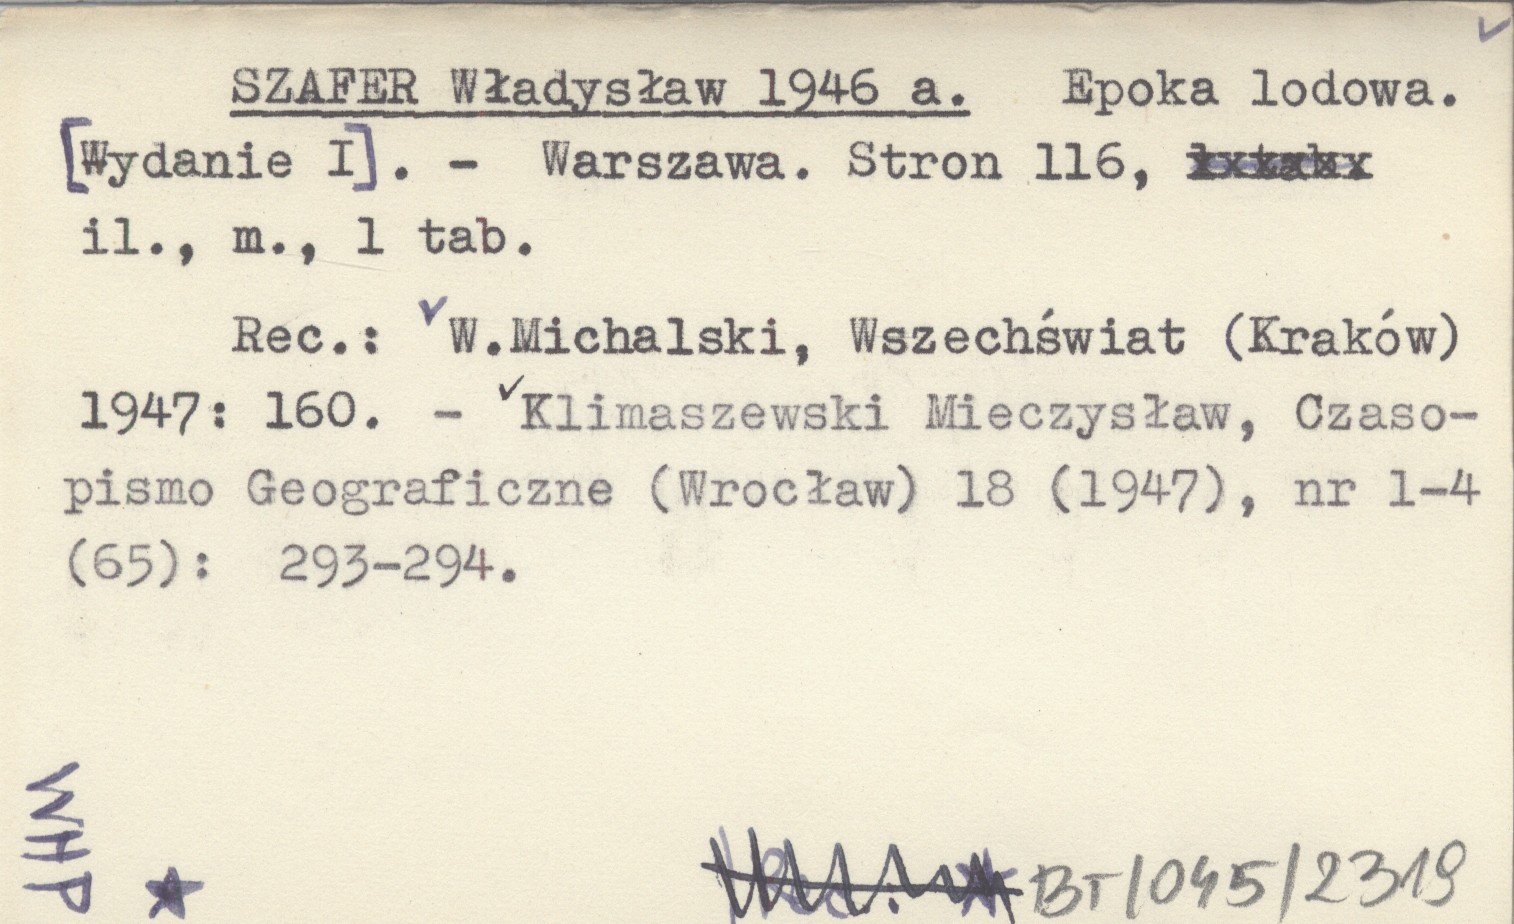 SZAFER Władysław 1946 a. Epoka lodowa.
[Wydanie I]. - Warszawa. Stron 116,
il., m., 1 tab.
Rec.: W.Michalski, Wszechświat (Kraków)
1947: 160. - Klimaszewski Mieczysław, Czaso-
pismo Geograficzne (Wrocław) 18 (1947), nr 1-4
(65): 293-294.
WHP
BT/045/2319